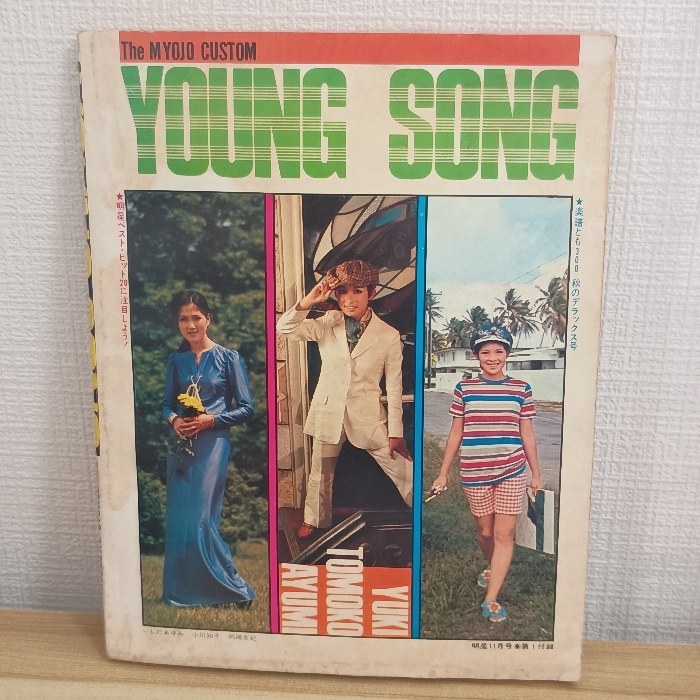 The MYOJO CUSTOM
YOUNG SONG
★明星ベスト・ヒット20に注目しよう!
★楽譜とも300 秋のデラックス号
YUKI
TOMOKO
AYUMI
いしだあゆみ 小川知子 岡崎友紀
明星11月号●第1付録